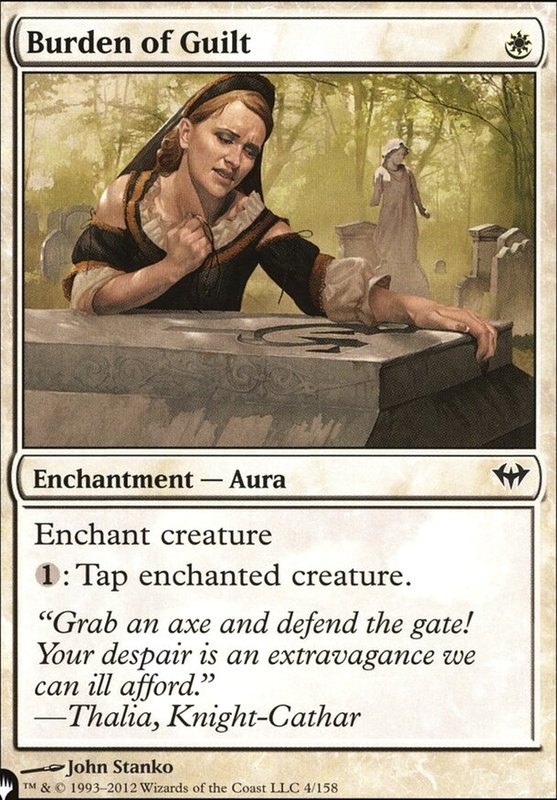 Burden of Guilt
Enchantment — Aura
Enchant creature
1: Tap enchanted creature.
“Grab an axe and defend the gate!
Your despair is an extravagance we
can ill afford.”
—Thalia, Knight-Cathar
John Stanko
™ & © 1993–2012 Wizards of the Coast LLC 4/158